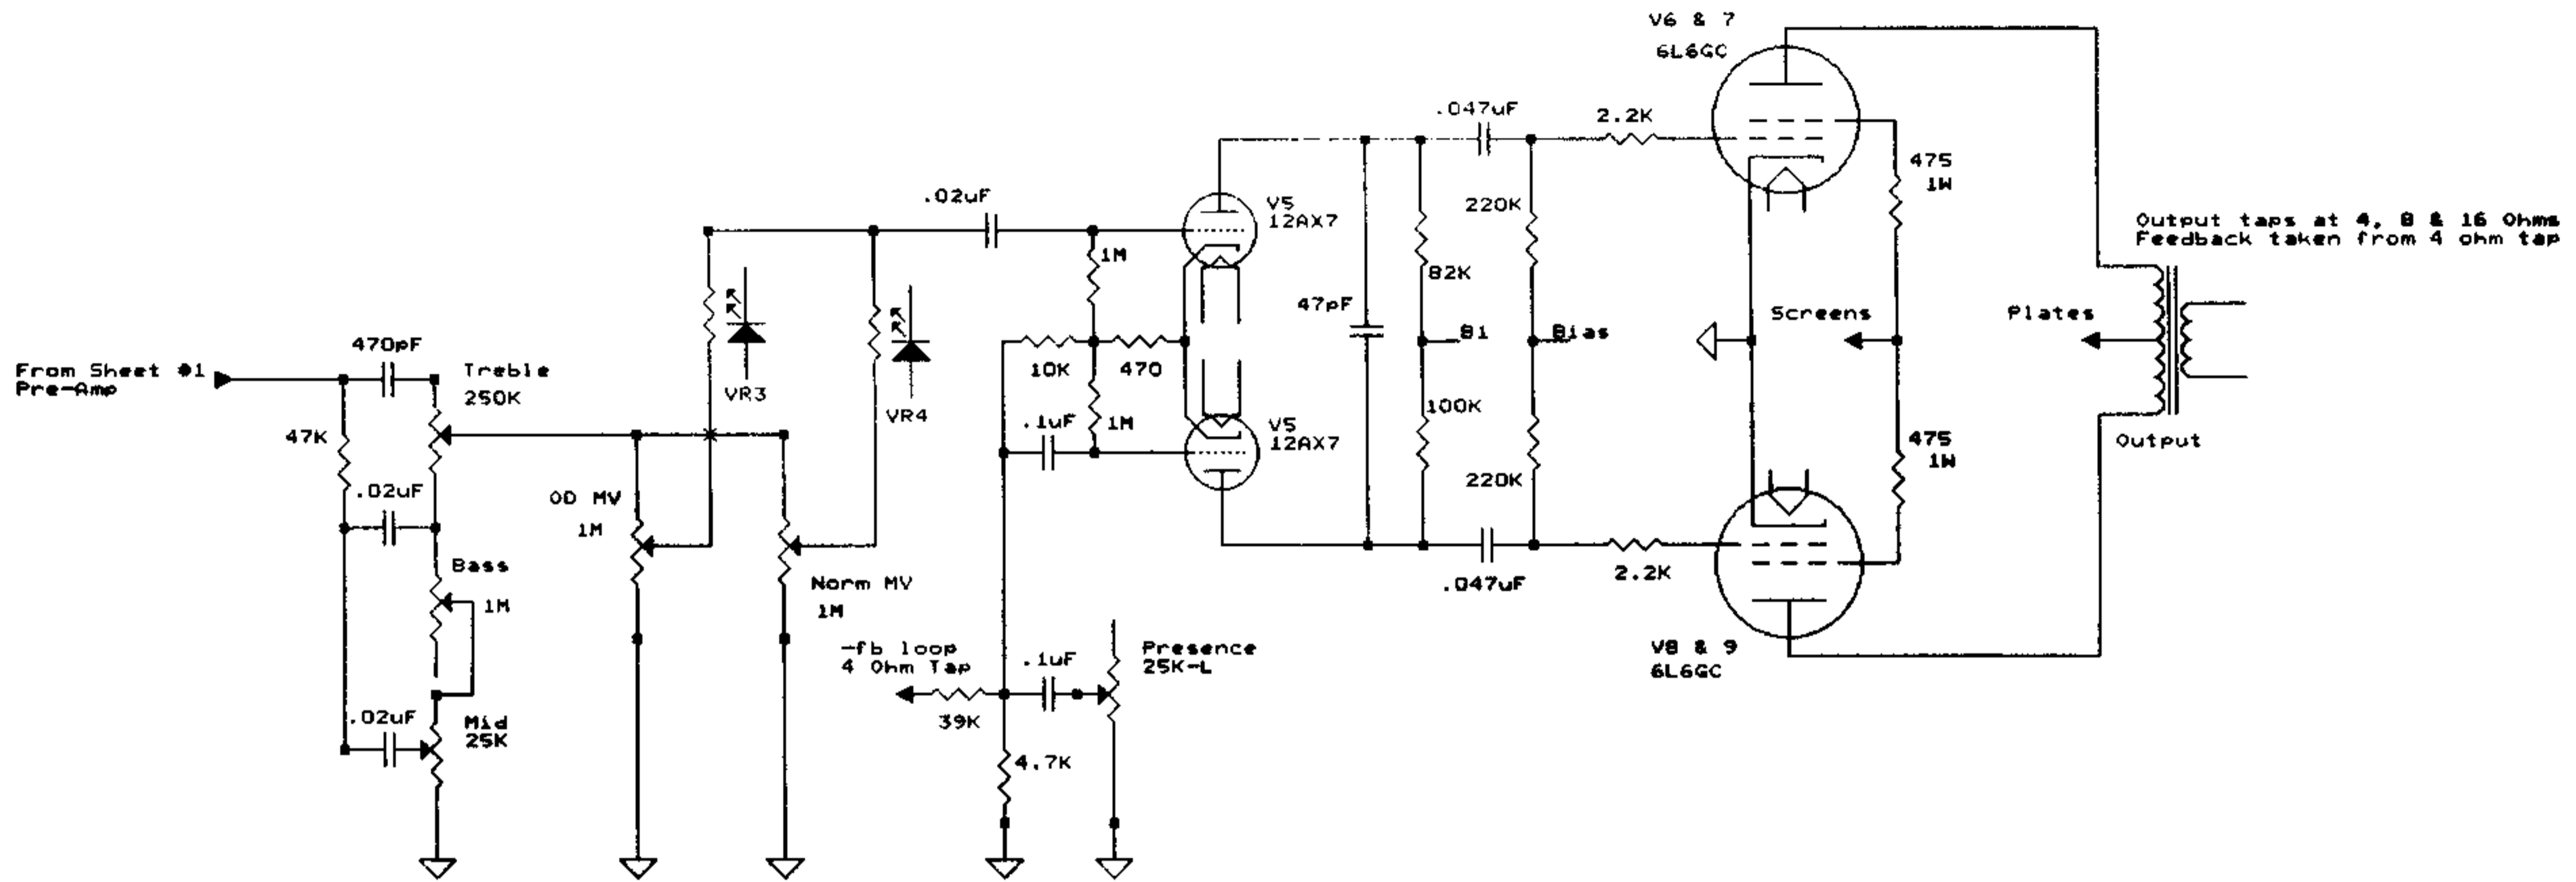 V6 & 7
6L6GC
.047uF
2.2K
475
1W
.02uF
V5
12AX7
220K
Output taps at 4, 8 & 16 Ohms
Feedback taken from 4 ohm tap
1M
82K
47pF
Screens
Plates
B1
Bias
470pF
From Sheet #1
Pre-Amp
Treble
250K
VR3
VR4
10K
470
100K
47K
.1uF
1M
V5
12AX7
475
1W
Output
.02uF
OD MV
1M
220K
Bass
1M
Norm MV
1M
.047uF
2.2K
-fb loop
4 Ohm Tap
.1uF
Presence
25K-L
V8 & 9
6L6GC
.02uF
Mid
25K
39K
4.7K